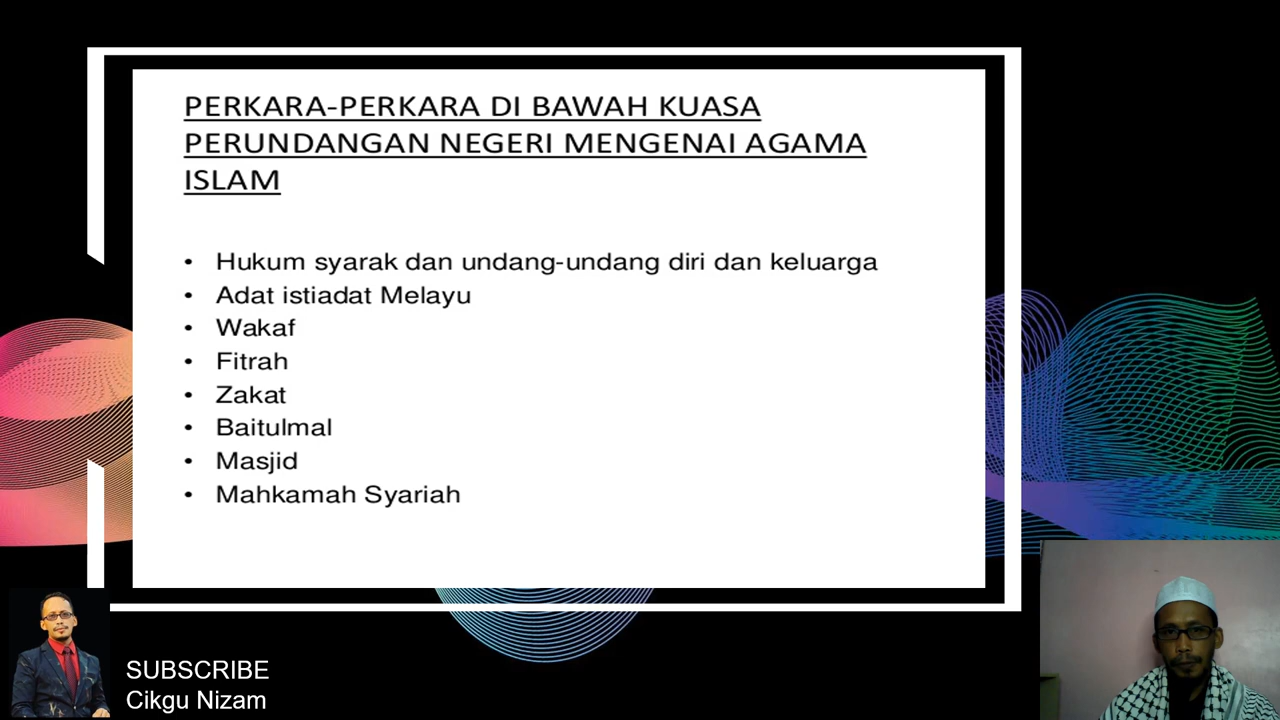 PERKARA-PERKARA DI BAWAH KUASA
PERUNDANGAN NEGERI MENGENAI AGAMA
ISLAM
• Hukum syarak dan undang-undang diri dan keluarga
• Adat istiadat Melayu
• Wakaf
• Fitrah
• Zakat
• Baitulmal
• Masjid
• Mahkamah Syariah
SUBSCRIBE
Cikgu Nizam